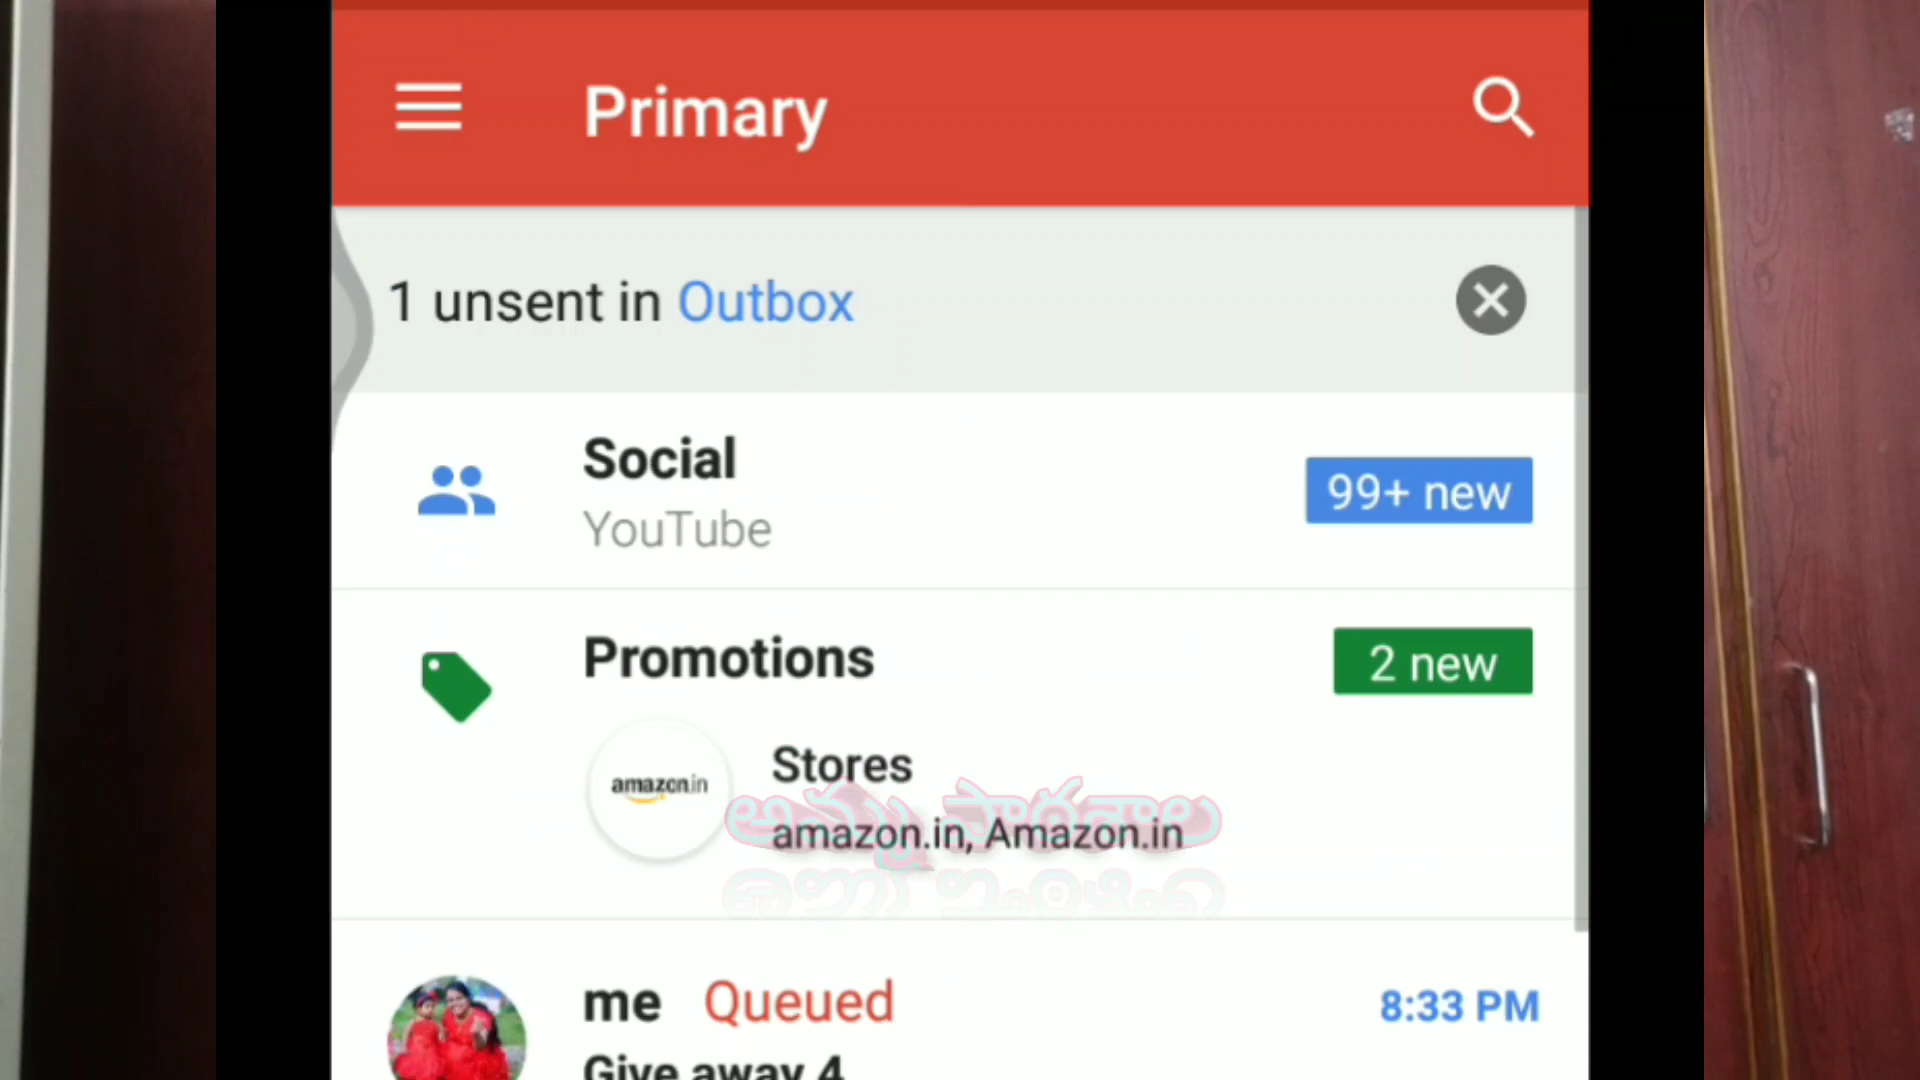 Primary
1 unsent in Outbox
Social
YouTube
99+ new
Promotions
2 new
amazon.in
Stores
amazon.in, Amazon.in
అమ్మ
me Queued
8:33 PM
Give away 4